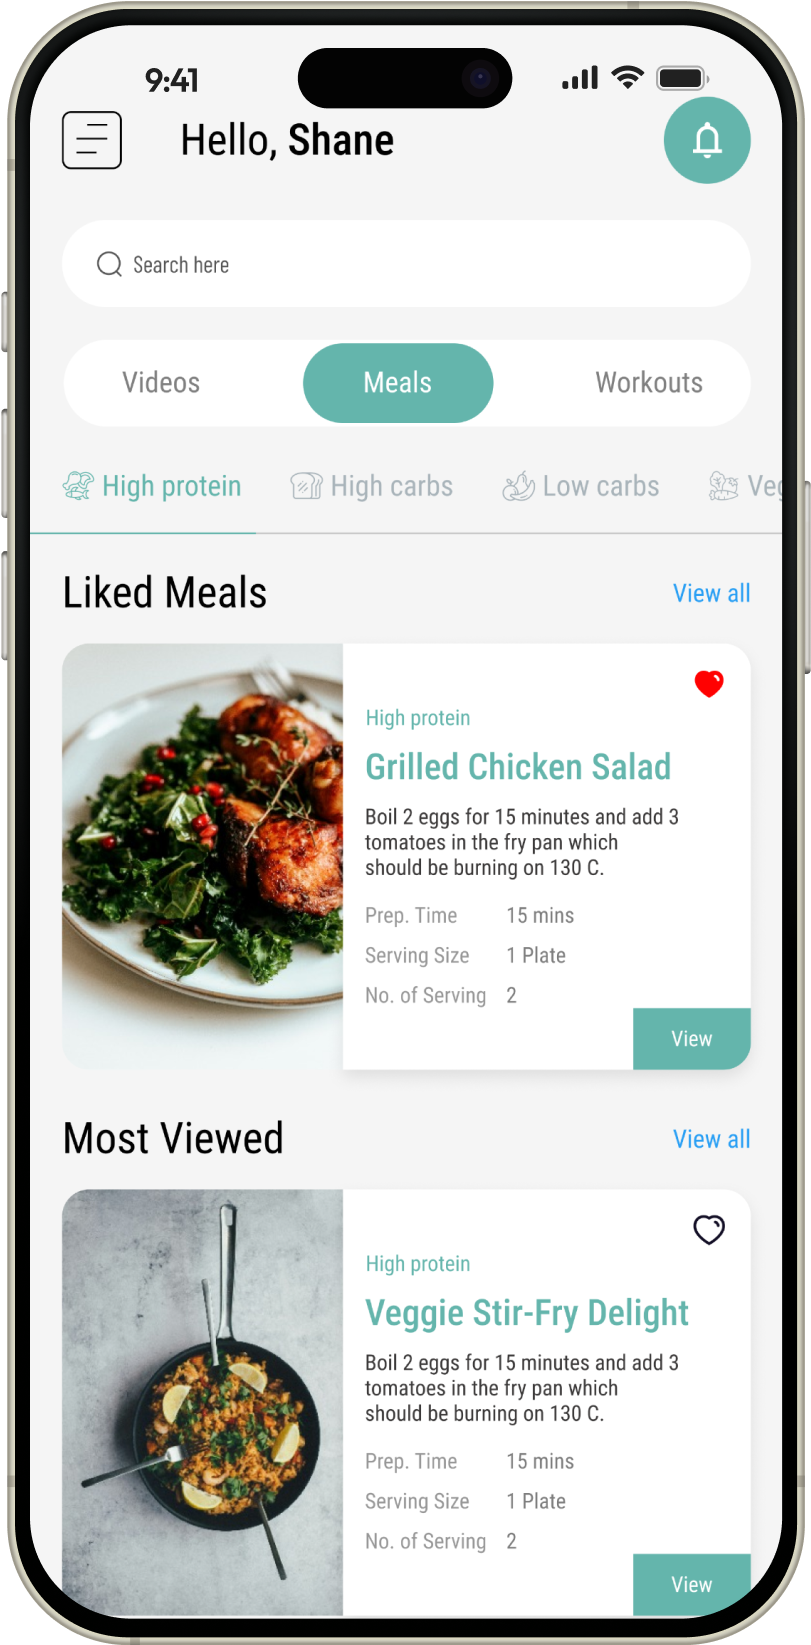 9:41
Hello, Shane
Search here
Videos Meals Workouts
High protein High carbs Low carbs Veg
Liked Meals View all
High protein
Grilled Chicken Salad
Boil 2 eggs for 15 minutes and add 3
tomatoes in the fry pan which
should be burning on 130 C.
Prep. Time 15 mins
Serving Size 1 Plate
No. of Serving 2
View
Most Viewed View all
High protein
Veggie Stir-Fry Delight
Boil 2 eggs for 15 minutes and add 3
tomatoes in the fry pan which
should be burning on 130 C.
Prep. Time 15 mins
Serving Size 1 Plate
No. of Serving 2
View